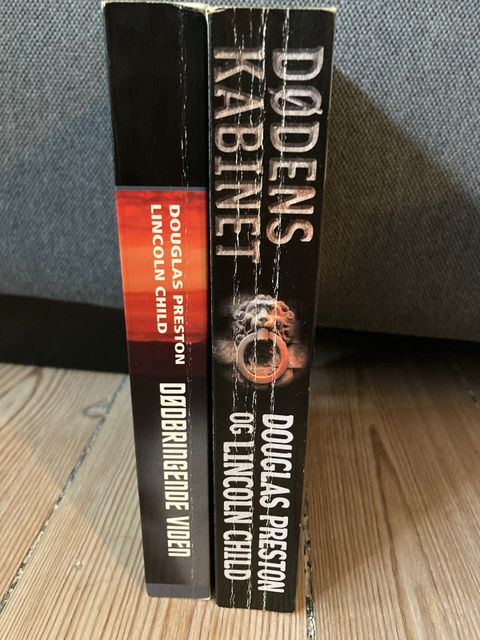 DOUGLAS PRESTON
LINCOLN CHILD
DØDBRINGENDE VIDEN
DØDENS
KABINET
DOUGLAS PRESTON
OG LINCOLN CHILD